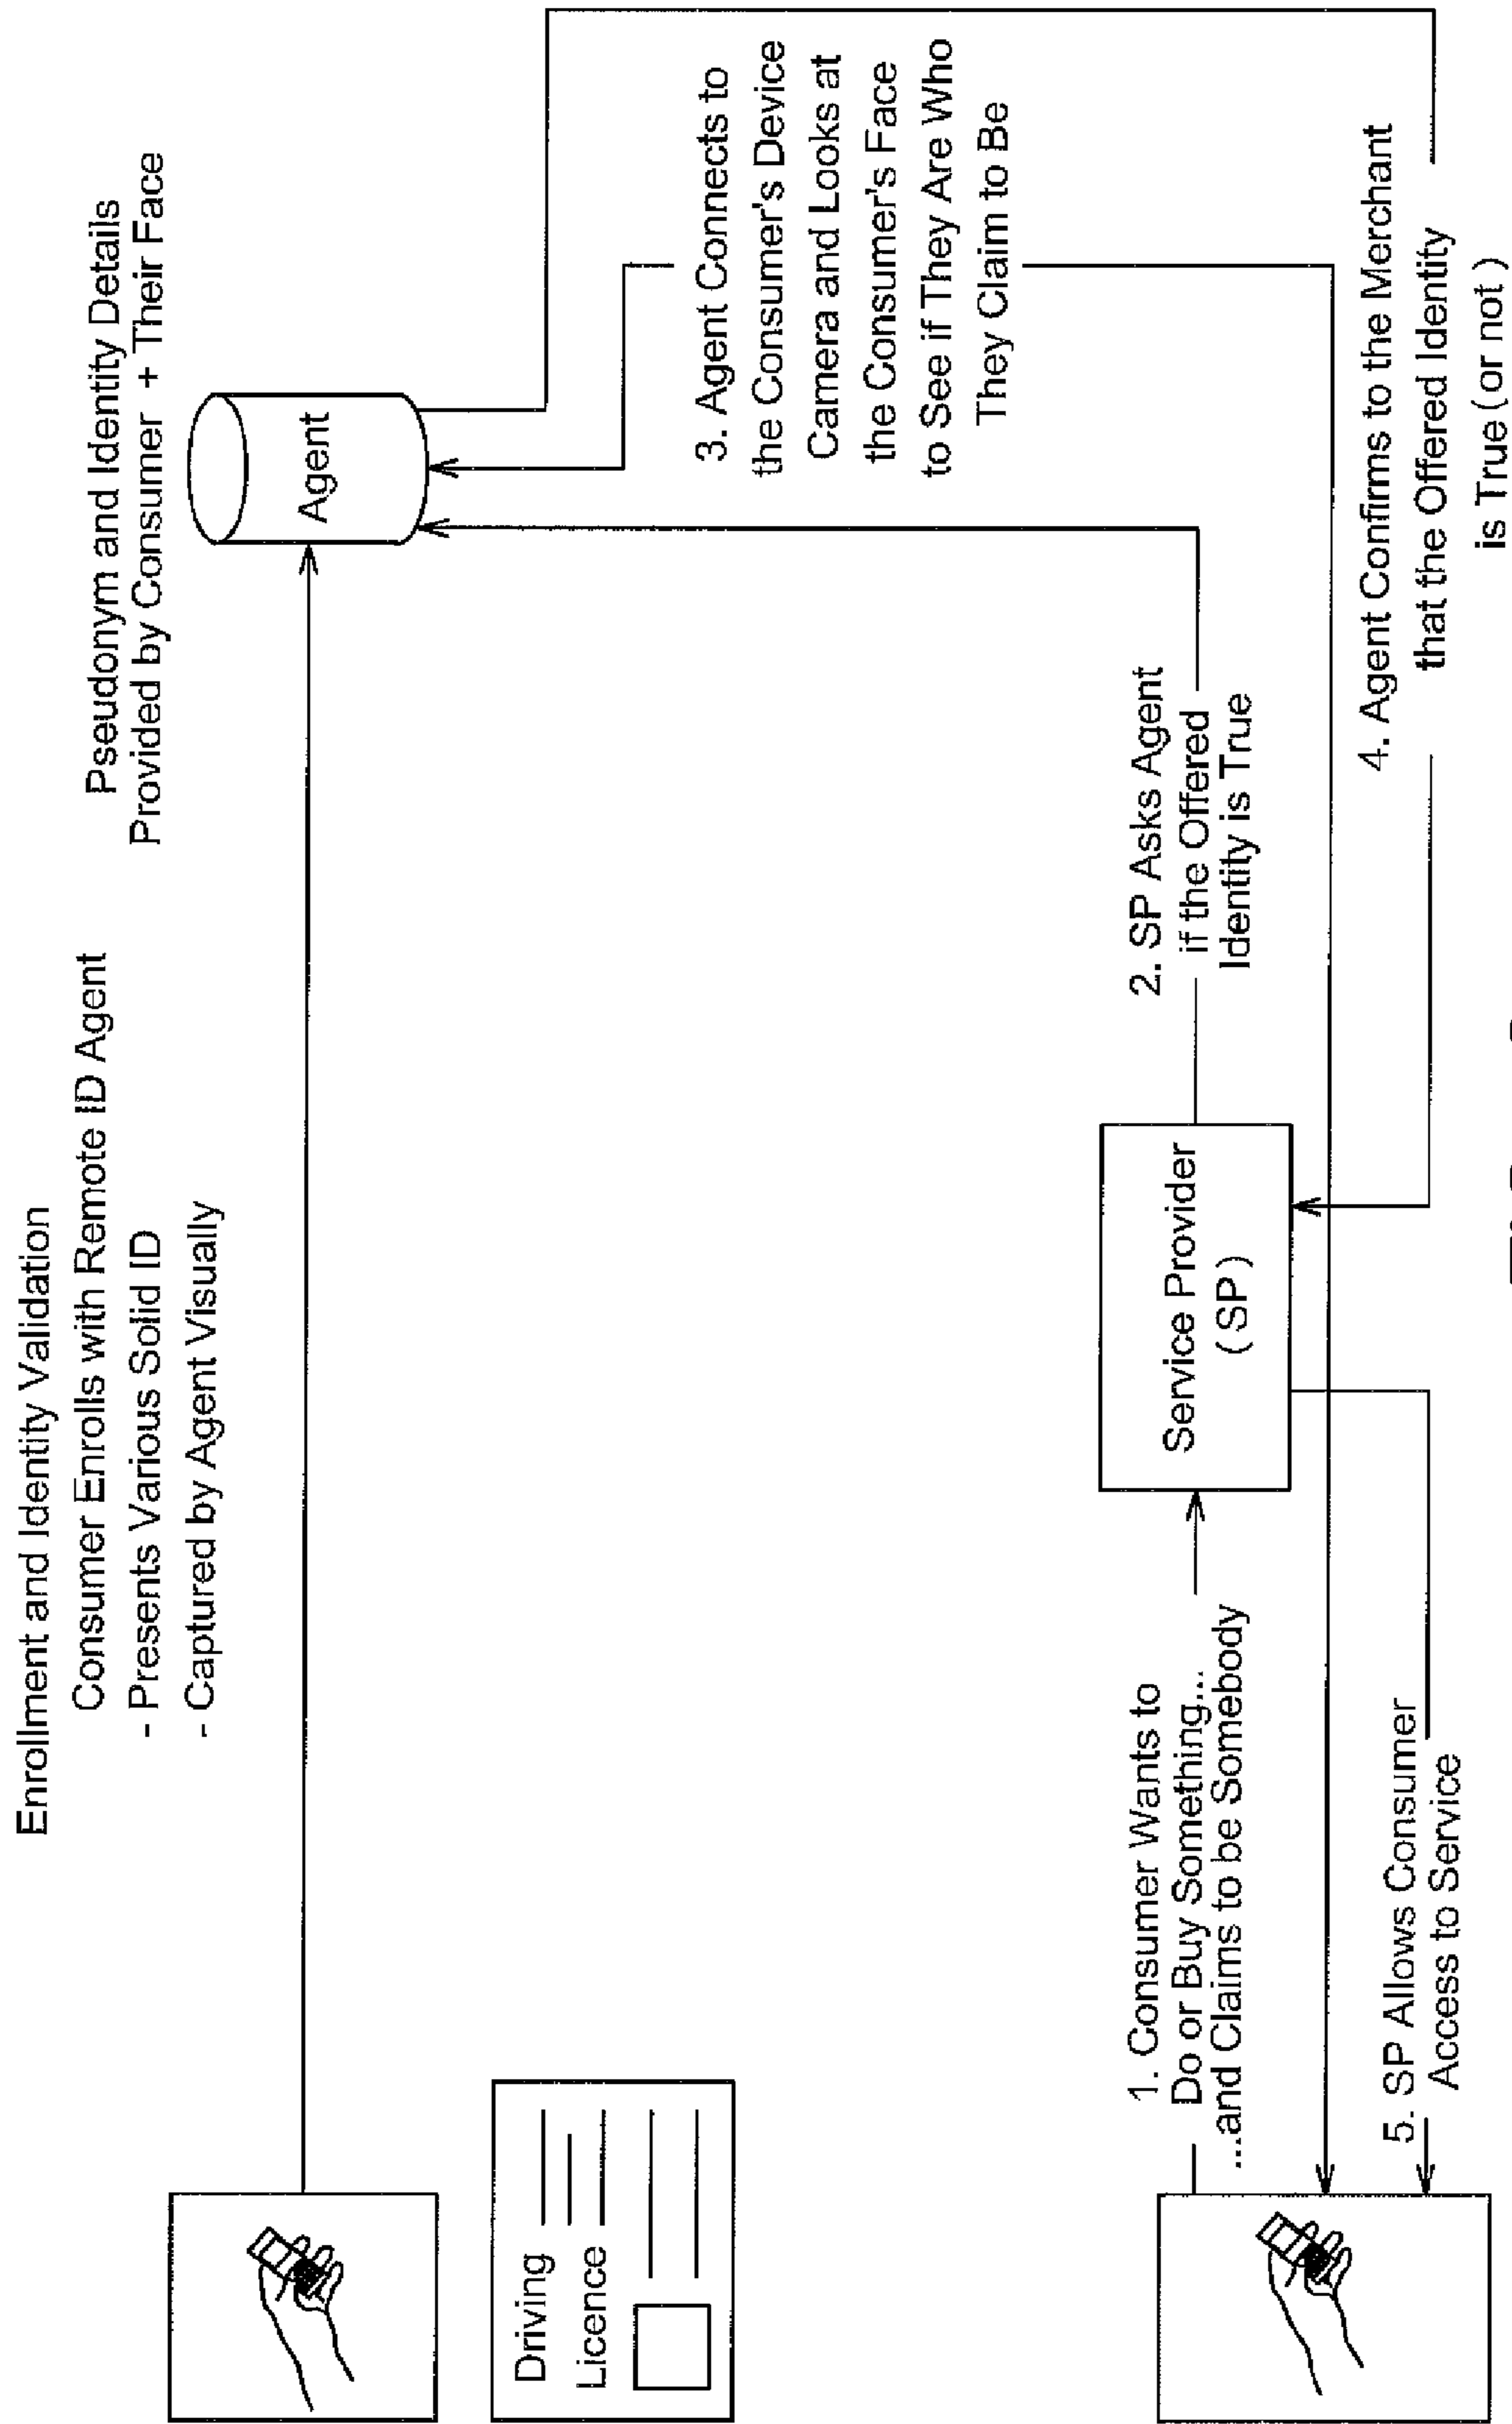 Enrollment and Identity Validation
Consumer Enrolls with Remote ID Agent
- Presents Various Solid ID
- Captured by Agent Visually
Pseudonym and Identity Details
Provided by Consumer + Their Face
Agent
Driving
Licence
3. Agent Connects to
the Consumer's Device
Camera and Looks at
the Consumer's Face
to See if They Are Who
They Claim to Be
1. Consumer Wants to
Do or Buy Something...
...and Claims to be Somebody
Service Provider
(SP)
2. SP Asks Agent
if the Offered
Identity is True
4. Agent Confirms to the Merchant
that the Offered Identity
is True (or not)
5. SP Allows Consumer
Access to Service